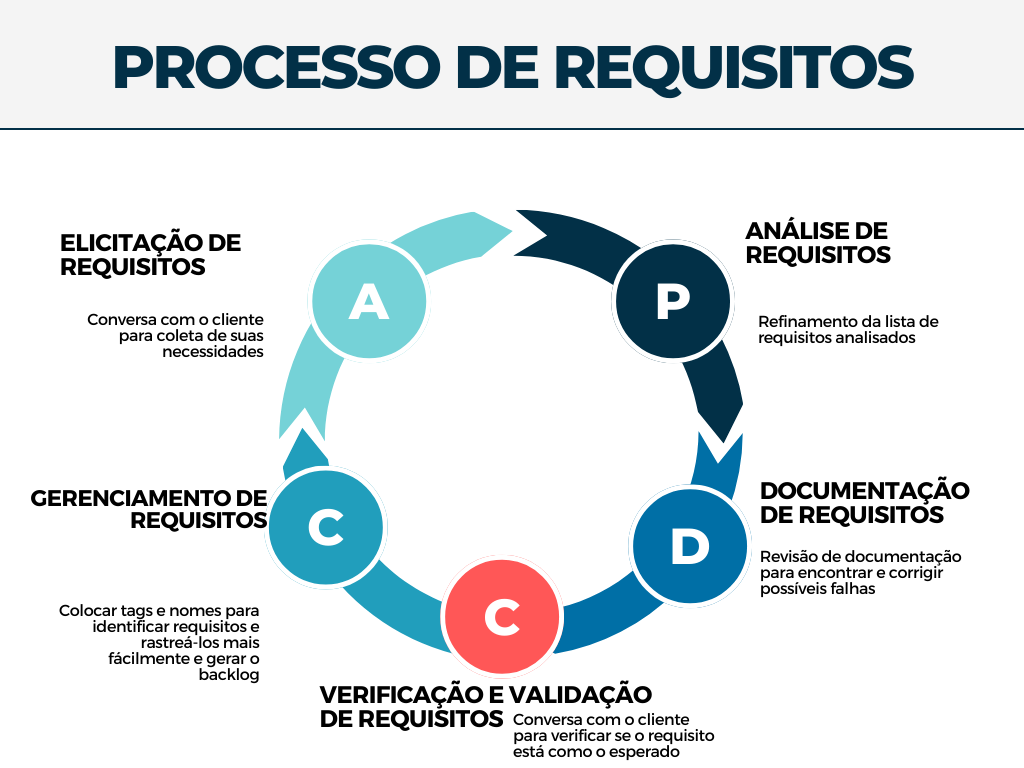 PROCESSO DE REQUISITOS
ELICITAÇÃO DE
REQUISITOS
Conversa com o cliente
para coleta de suas
necessidades
A
P
ANÁLISE DE
REQUISITOS
Refinamento da lista de
requisitos analisados
GERENCIAMENTO DE
REQUISITOS
Colocar tags e nomes para
identificar requisitos e
rastreá-los mais
fácilmente e gerar o
backlog
C
D
DOCUMENTAÇÃO
DE REQUISITOS
Revisão de documentação
para encontrar e corrigir
possíveis falhas
C
VERIFICAÇÃO E VALIDAÇÃO
DE REQUISITOS
Conversa com o cliente
para verificar se o requisito
está como o esperado